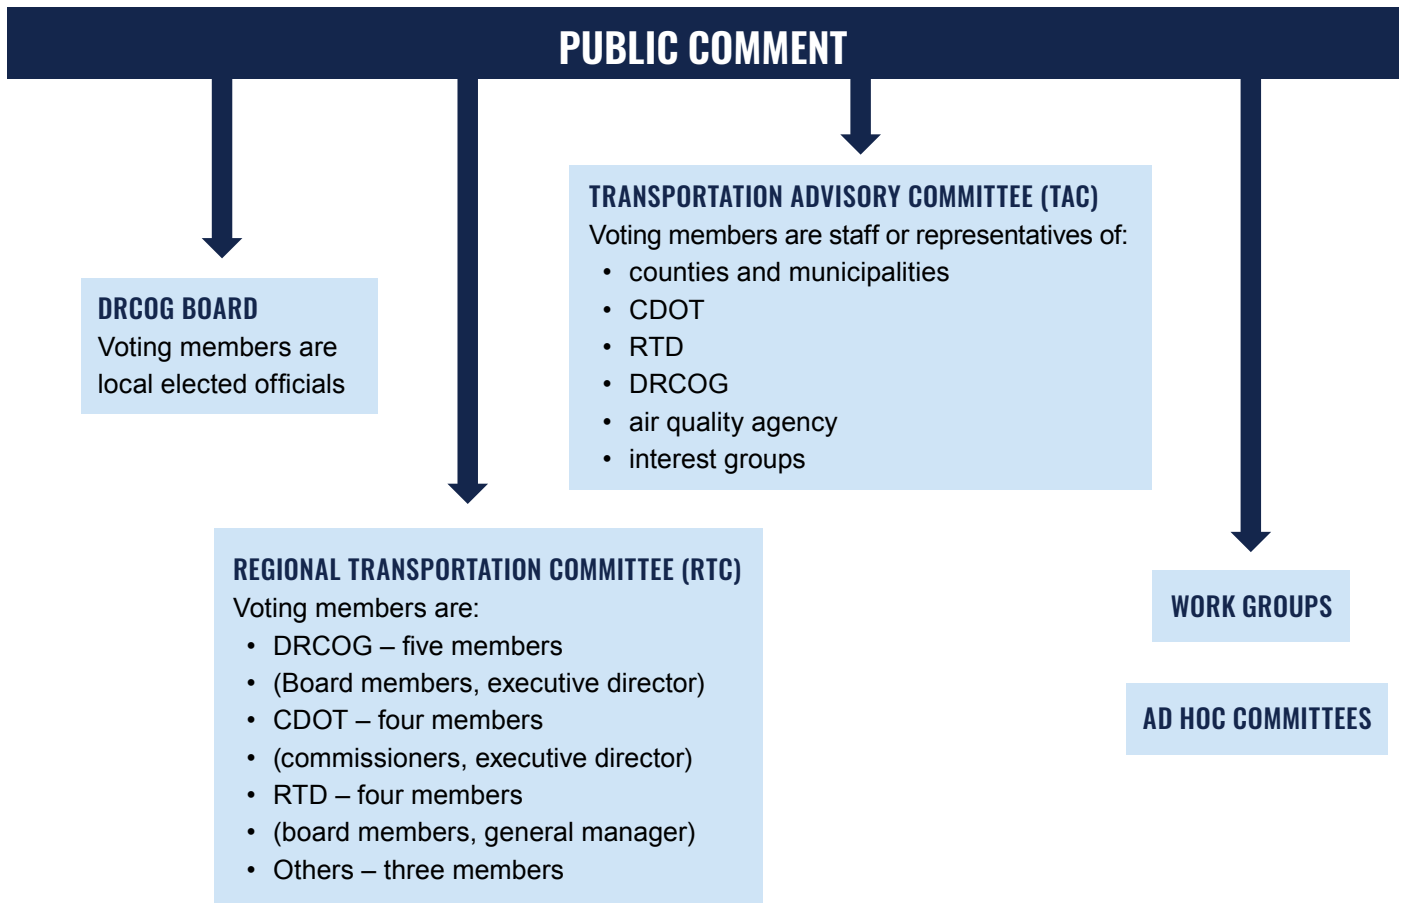 PUBLIC COMMENT
DRCOG BOARD
Voting members are
local elected officials
TRANSPORTATION ADVISORY COMMITTEE (TAC)
Voting members are staff or representatives of:
• counties and municipalities
• CDOT
• RTD
• DRCOG
• air quality agency
• interest groups
REGIONAL TRANSPORTATION COMMITTEE (RTC)
Voting members are:
• DRCOG – five members
• (Board members, executive director)
• CDOT – four members
• (commissioners, executive director)
• RTD – four members
• (board members, general manager)
• Others – three members
WORK GROUPS
AD HOC COMMITTEES